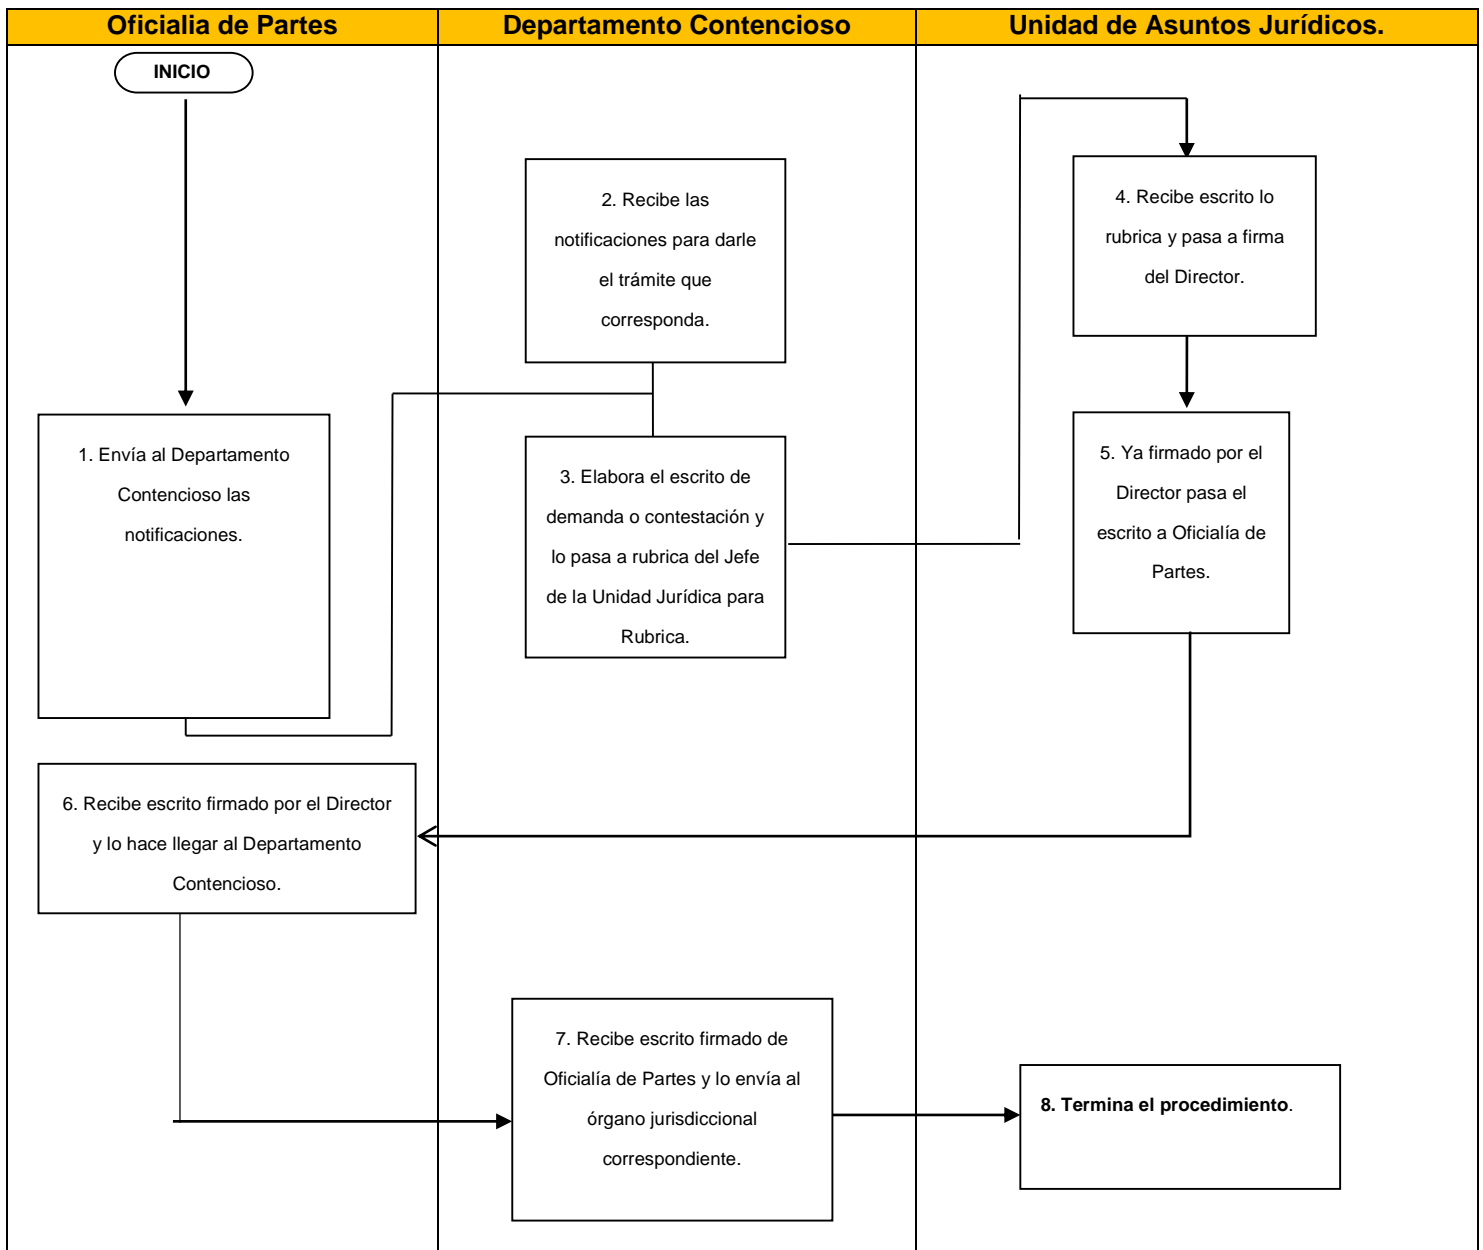 Oficialia de Partes
Departamento Contencioso
Unidad de Asuntos Jurídicos.
INICIO
1. Envía al Departamento
Contencioso las
notificaciones.
2. Recibe las
notificaciones para darle
el trámite que
corresponda.
3. Elabora el escrito de
demanda o contestación y
lo pasa a rubrica del Jefe
de la Unidad Jurídica para
Rubrica.
4. Recibe escrito lo
rubrica y pasa a firma
del Director.
5. Ya firmado por el
Director pasa el
escrito a Oficialía de
Partes.
6. Recibe escrito firmado por el Director
y lo hace llegar al Departamento
Contencioso.
7. Recibe escrito firmado de
Oficialía de Partes y lo envía al
órgano jurisdiccional
correspondiente.
8. Termina el procedimiento.